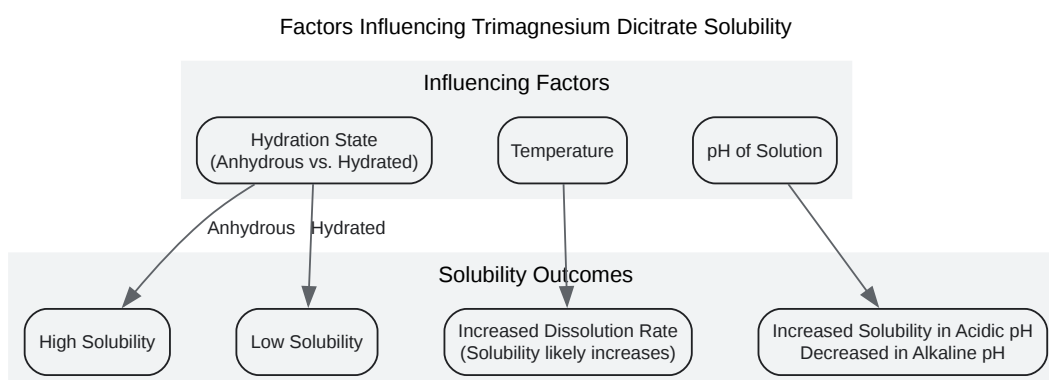 Factors Influencing Trimagnesium Dicitrate Solubility
Influencing Factors
Hydration State
(Anhydrous vs. Hydrated)
Temperature
pH of Solution
Anhydrous
Hydrated
Solubility Outcomes
High Solubility
Low Solubility
Increased Dissolution Rate
(Solubility likely increases)
Increased Solubility in Acidic pH
Decreased in Alkaline pH